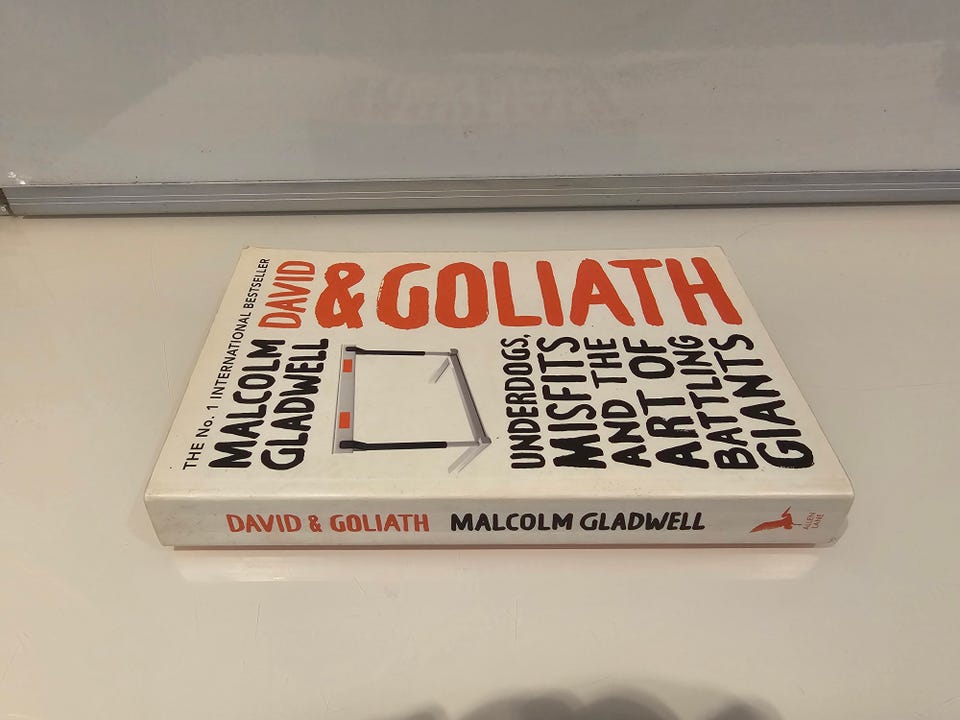 THE No. 1 INTERNATIONAL BESTSELLER
MALCOLM
GLADWELL
DAVID
& GOLIATH
UNDERDOGS,
MISFITS
AND THE
ART OF
BATTLING
GIANTS
DAVID & GOLIATH MALCOLM GLADWELL
ALLEN
LANE